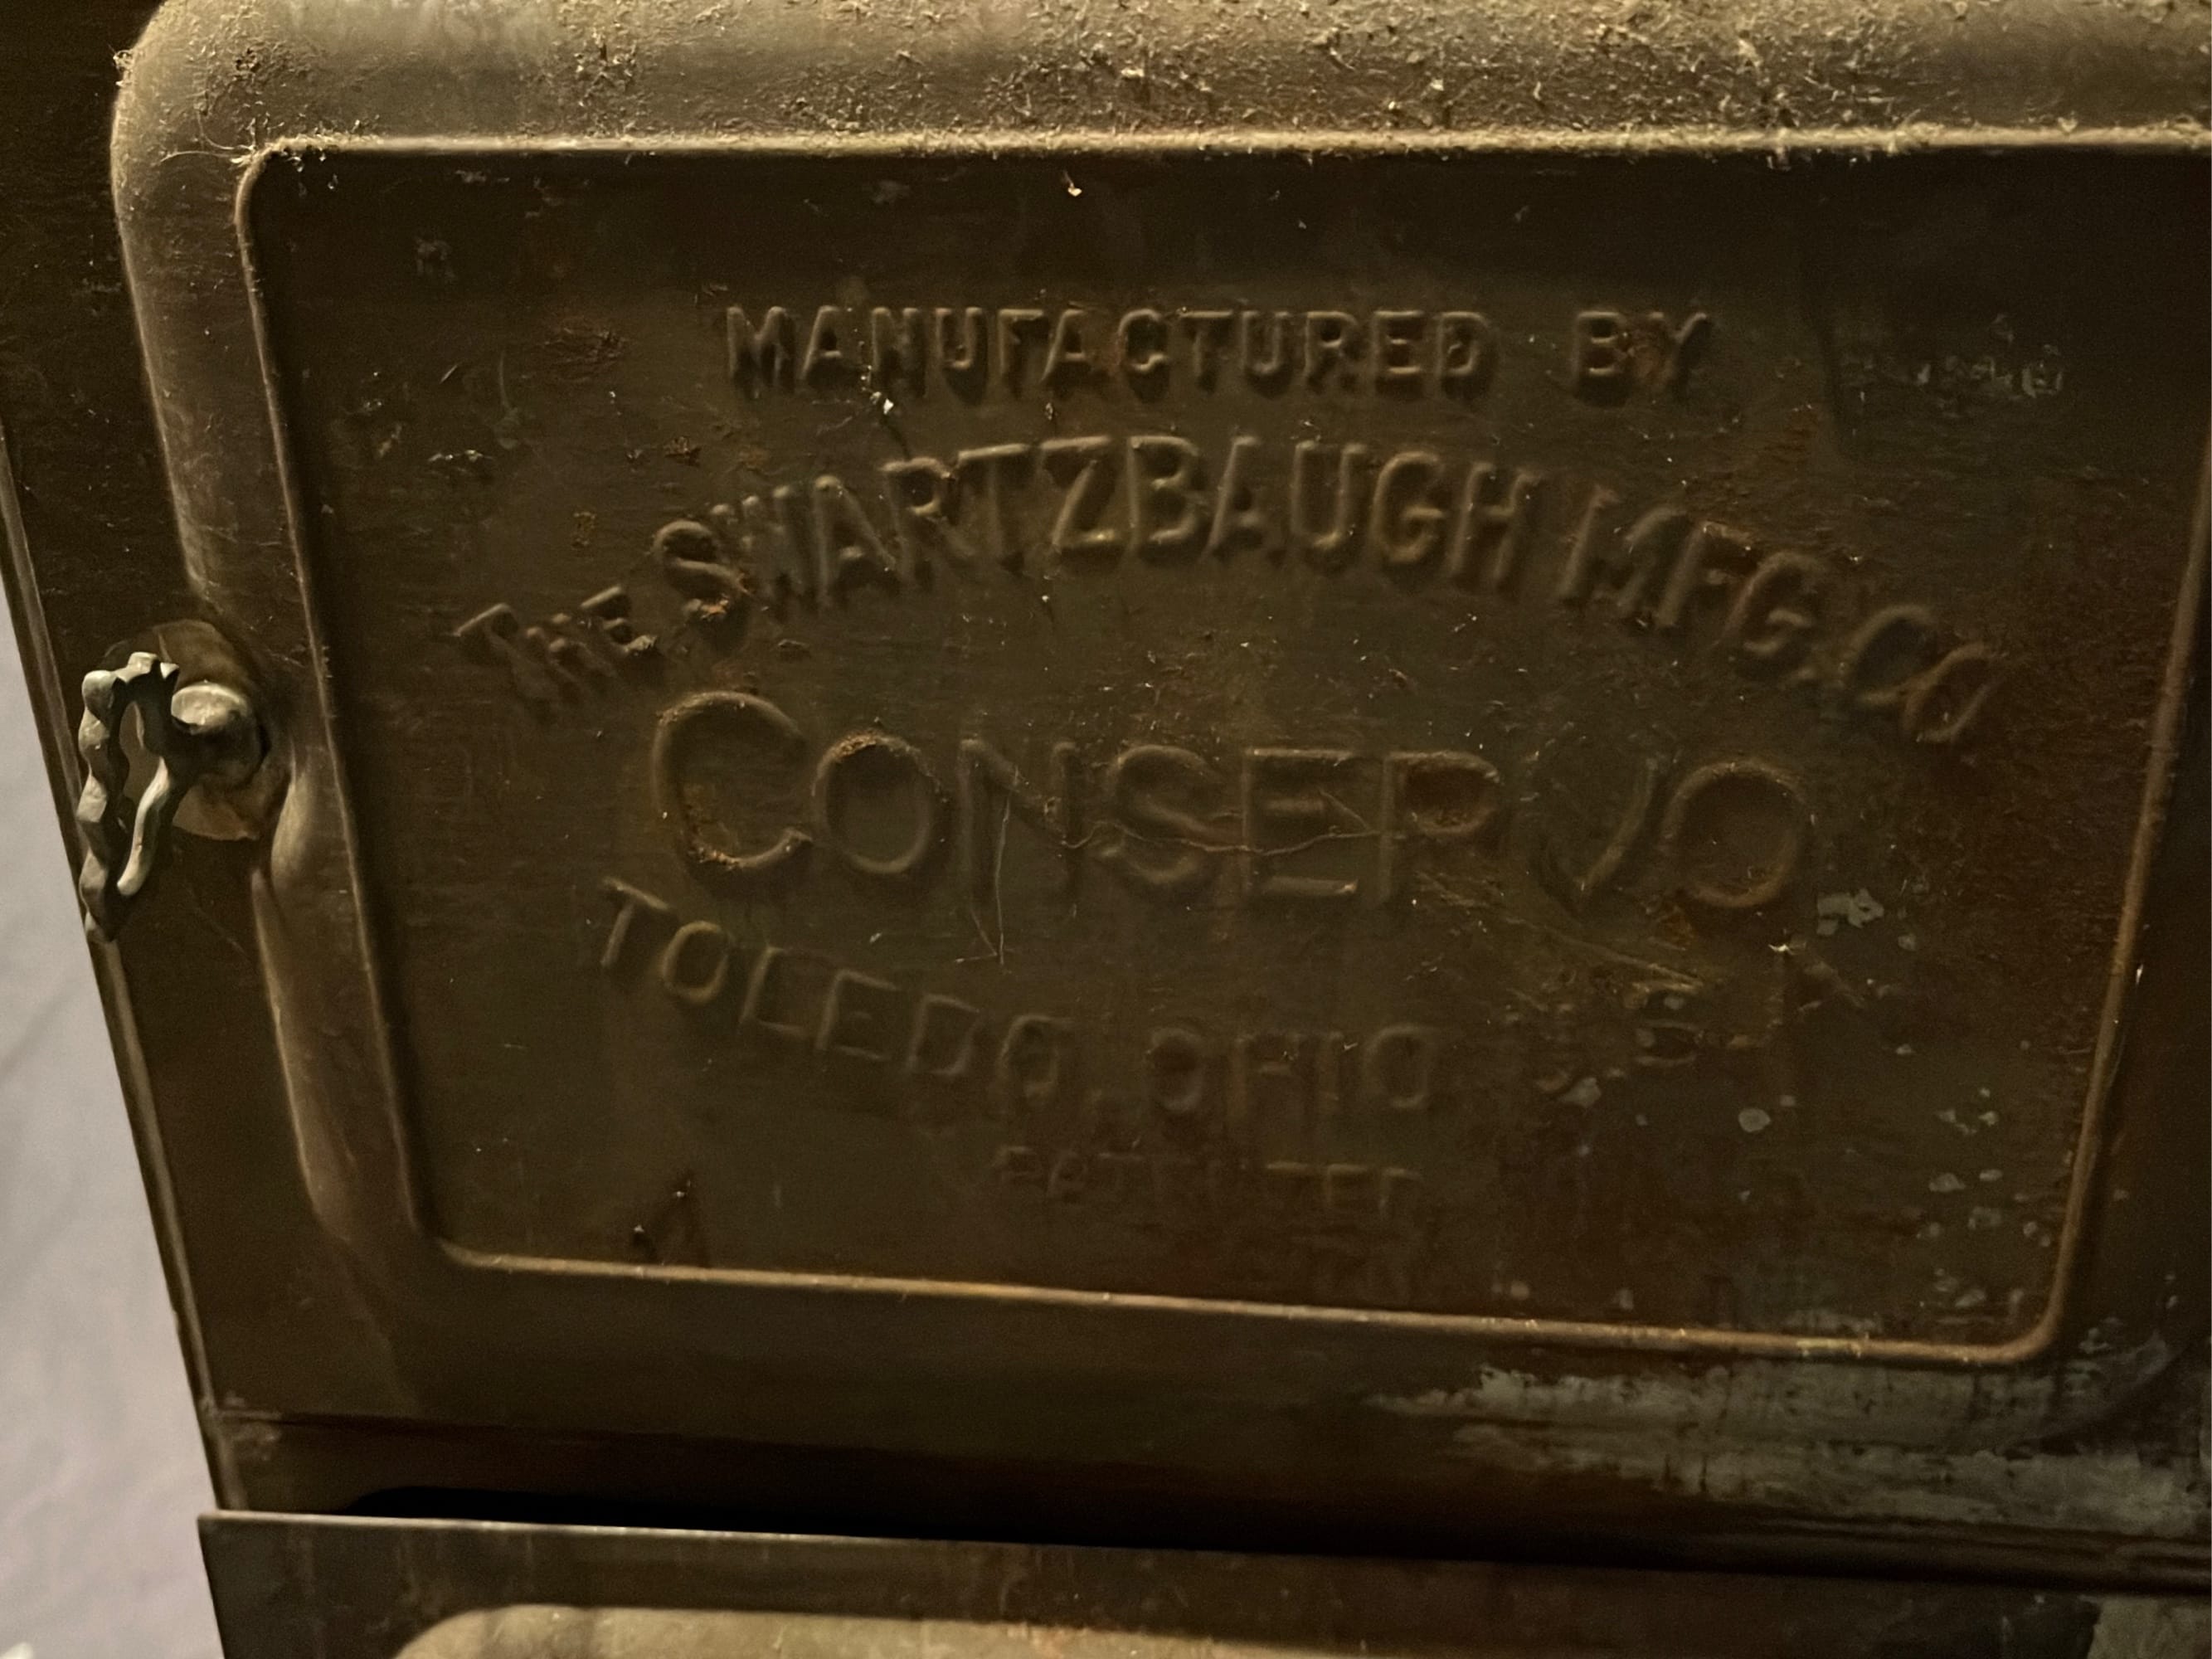 MANUFACTURED BY
THE SWARTZBAUGH MFG. CO
CONSERVO
TOLEDO, OHIO